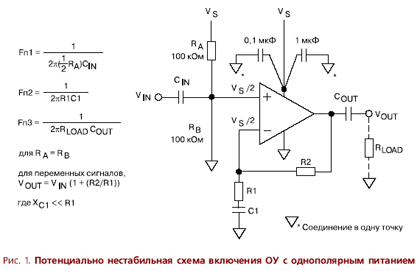 Fп1 = 1 / 2π(1/2 RA)CIN
Fп2 = 1 / 2πR1C1
Fп3 = 1 / 2πRLOAD COUT
для RA = RB
для переменных сигналов,
VOUT = VIN (1 + (R2/R1))
где XC1 << R1
VS
VS
RA
100 кОм
0,1 мкФ
1 мкФ
*
*
CIN
VIN
VS/2
+
COUT
VOUT
RB
100 кОм
VS/2
−
RLOAD
R2
R1
C1
* Соединение в одну точку
Рис. 1. Потенциально нестабильная схема включения ОУ с однополярным питанием